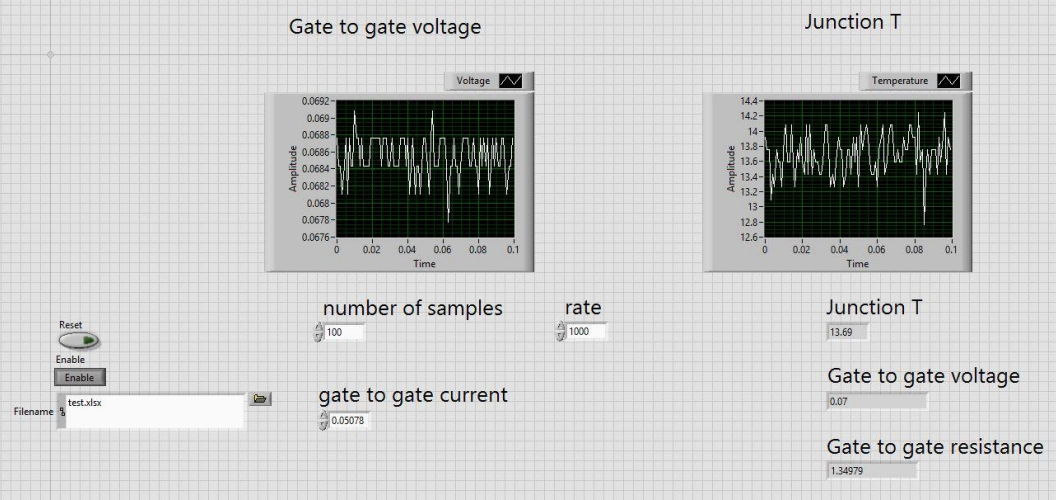 Gate to gate voltage
Junction T
Voltage
Temperature
Amplitude
0.0692
0.069
0.0688
0.0686
0.0684
0.0682
0.068
0.0678
0.0676
0 0.02 0.04 0.06 0.08 0.1
Time
Amplitude
14.4
14.2
14
13.8
13.6
13.4
13.2
13
12.8
12.6
0 0.02 0.04 0.06 0.08 0.1
Time
number of samples
100
rate
1000
Junction T
13.69
Reset
Enable
Enable
Filename
test.xlsx
gate to gate current
0.05078
Gate to gate voltage
0.07
Gate to gate resistance
1.34979